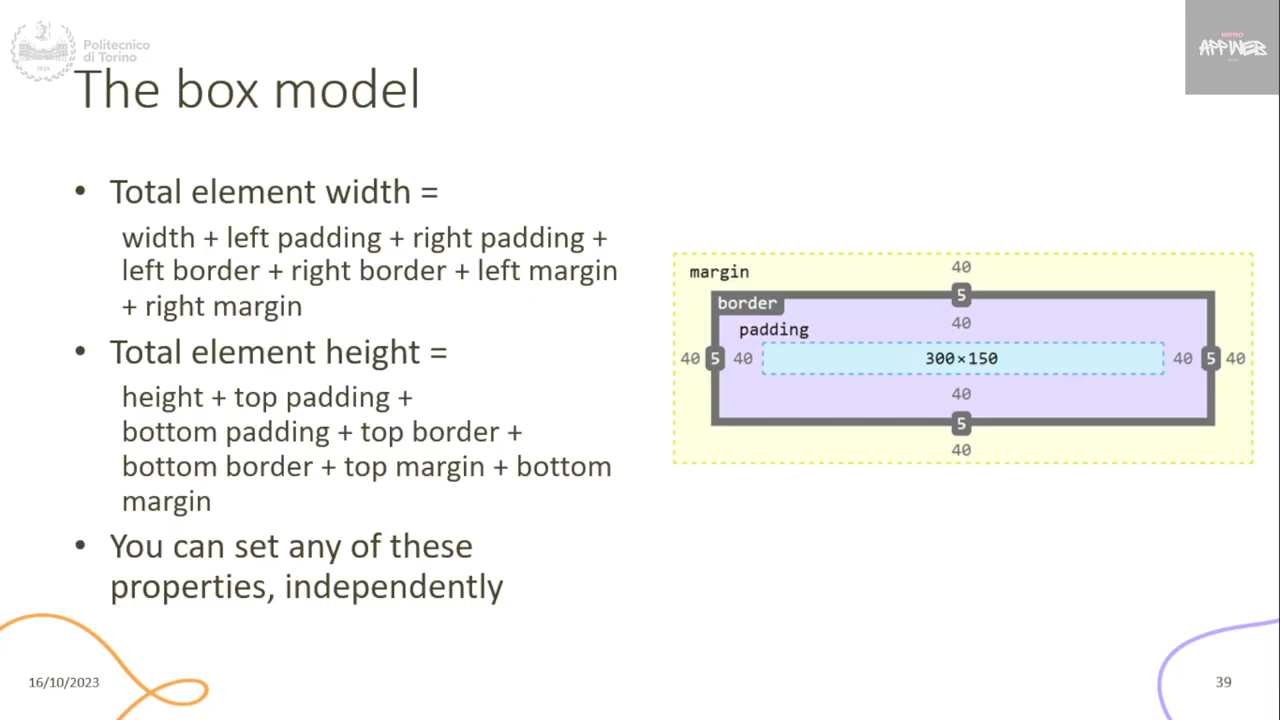 Politecnico
di Torino
1859
INTRO
APPWEB
The box model
• Total element width =
width + left padding + right padding +
left border + right border + left margin
+ right margin
• Total element height =
height + top padding +
bottom padding + top border +
bottom border + top margin + bottom
margin
• You can set any of these
properties, independently
margin 40
border 5
padding 40
40 5 40 300×150 40 5 40
40
5
40
16/10/2023
39